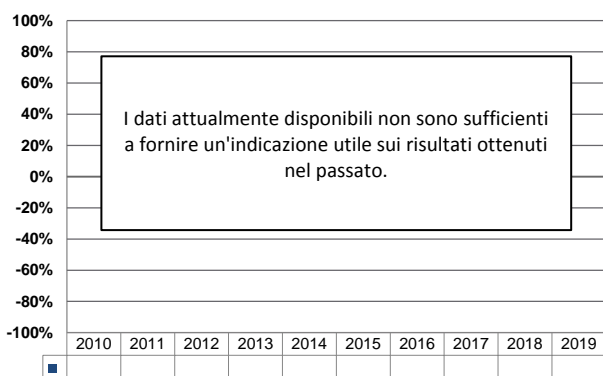 100%
80%
60%
40%
20%
0%
-20%
-40%
-60%
-80%
-100%
I dati attualmente disponibili non sono sufficienti
a fornire un'indicazione utile sui risultati ottenuti
nel passato.
2010 2011 2012 2013 2014 2015 2016 2017 2018 2019